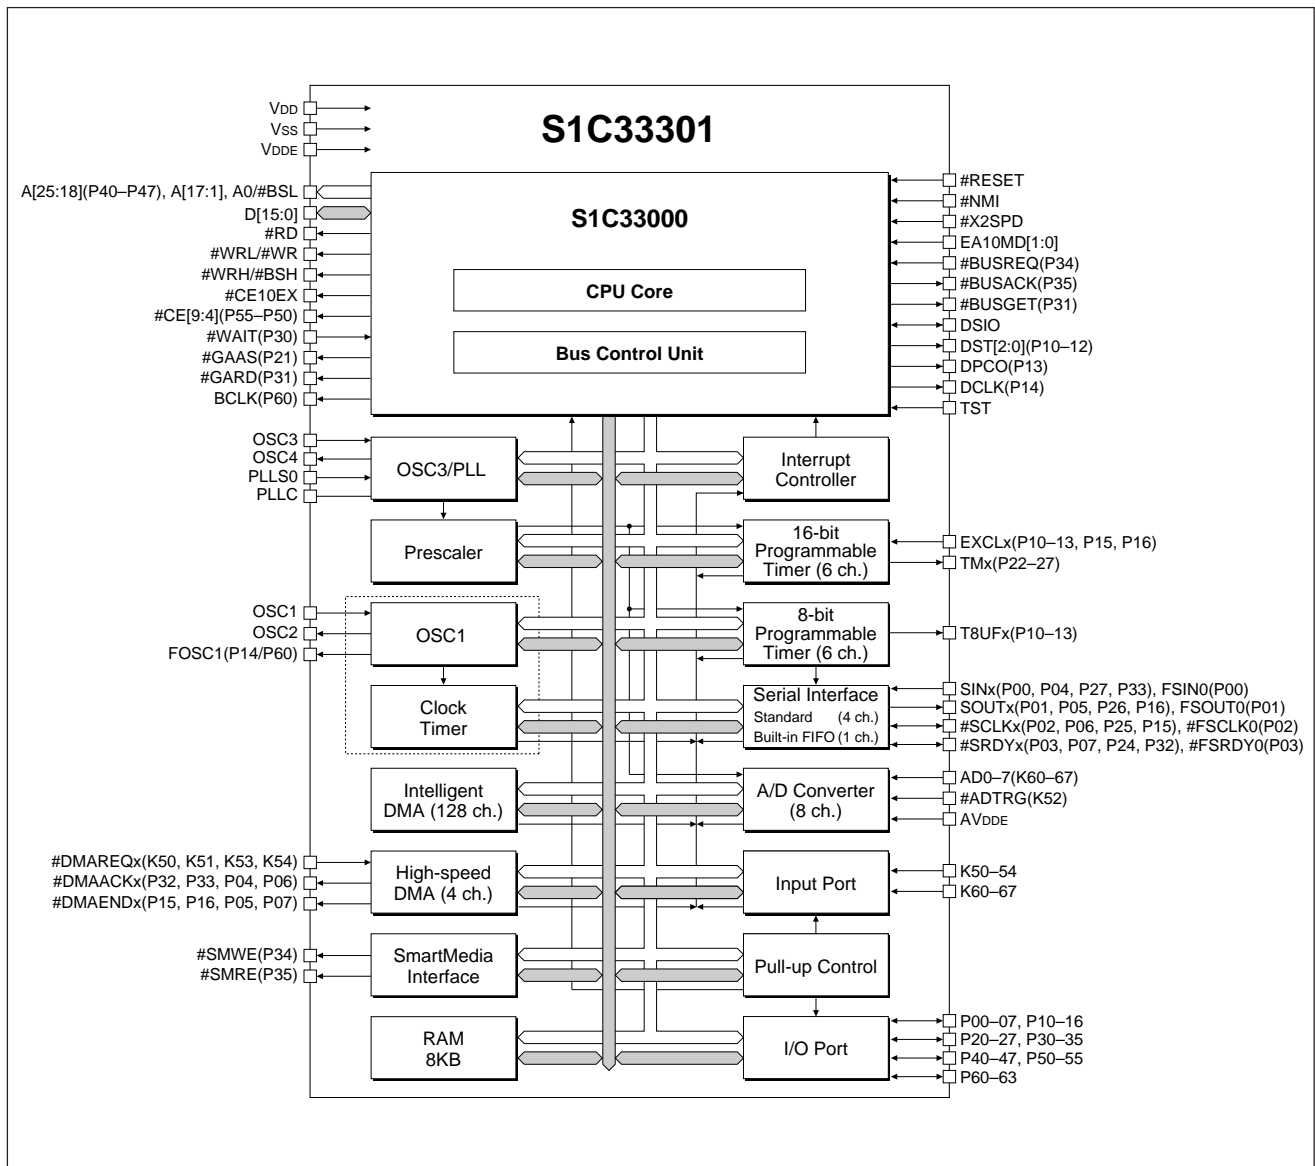 S1C33301
VDD
VSS
VDDE
A[25:18](P40–P47), A[17:1], A0/#BSL
D[15:0]
#RD
#WRL/#WR
#WRH/#BSH
#CE10EX
#CE[9:4](P55–P50)
#WAIT(P30)
#GAAS(P21)
#GARD(P31)
BCLK(P60)
S1C33000
CPU Core
Bus Control Unit
#RESET
#NMI
#X2SPD
EA10MD[1:0]
#BUSREQ(P34)
#BUSACK(P35)
#BUSGET(P31)
DSIO
DST[2:0](P10–12)
DPCO(P13)
DCLK(P14)
TST
OSC3
OSC4
PLLS0
PLLC
OSC3/PLL
Interrupt
Controller
Prescaler
16-bit
Programmable
Timer (6 ch.)
EXCLx(P10–13, P15, P16)
TMx(P22–27)
OSC1
OSC2
FOSC1(P14/P60)
OSC1
8-bit
Programmable
Timer (6 ch.)
T8UFx(P10–13)
Clock
Timer
Serial Interface
Standard (4 ch.)
Built-in FIFO (1 ch.)
SINx(P00, P04, P27, P33), FSIN0(P00)
SOUTx(P01, P05, P26, P16), FSOUT0(P01)
#SCLKx(P02, P06, P25, P15), #FSCLK0(P02)
#SRDYx(P03, P07, P24, P32), #FSRDY0(P03)
Intelligent
DMA (128 ch.)
A/D Converter
(8 ch.)
AD0–7(K60–67)
#ADTRG(K52)
AVDDE
#DMAREQx(K50, K51, K53, K54)
#DMAACKx(P32, P33, P04, P06)
#DMAENDx(P15, P16, P05, P07)
High-speed
DMA (4 ch.)
Input Port
K50–54
K60–67
#SMWE(P34)
#SMRE(P35)
SmartMedia
Interface
Pull-up Control
RAM
8KB
I/O Port
P00–07, P10–16
P20–27, P30–35
P40–47, P50–55
P60–63